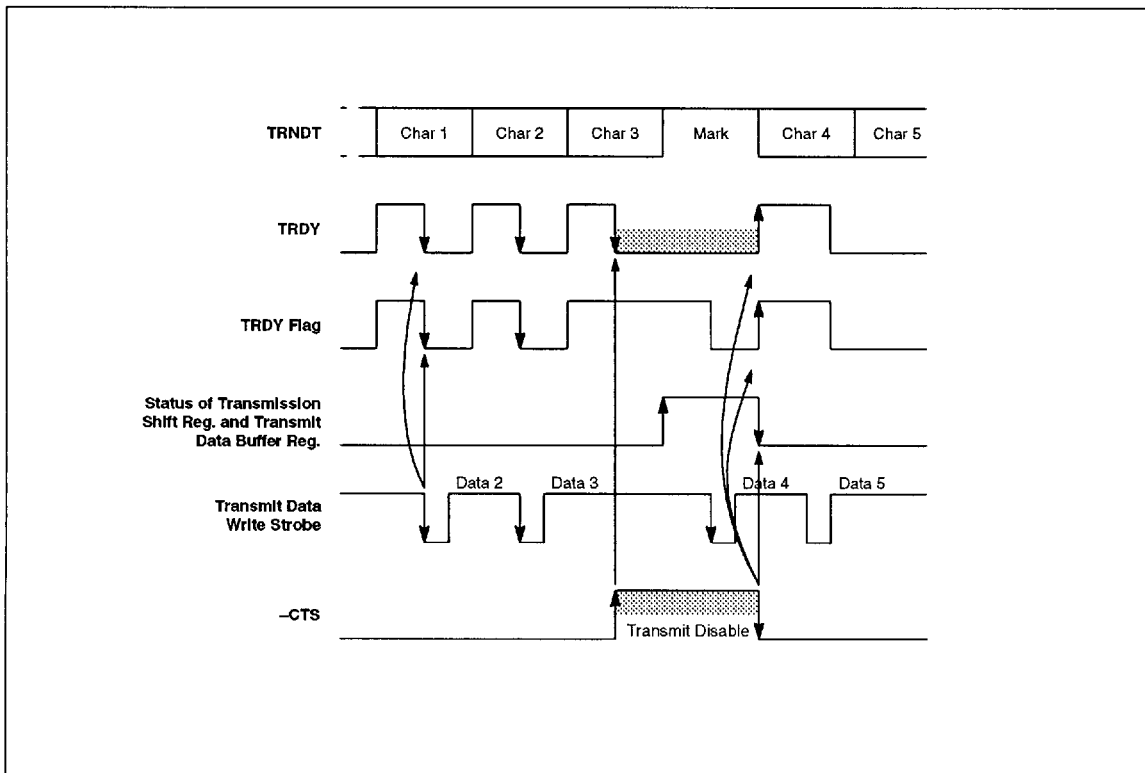 TRNDT
Char 1
Char 2
Char 3
Mark
Char 4
Char 5
TRDY
TRDY Flag
Status of Transmission
Shift Reg. and Transmit
Data Buffer Reg.
Data 2
Data 3
Data 4
Data 5
Transmit Data
Write Strobe
–CTS
Transmit Disable